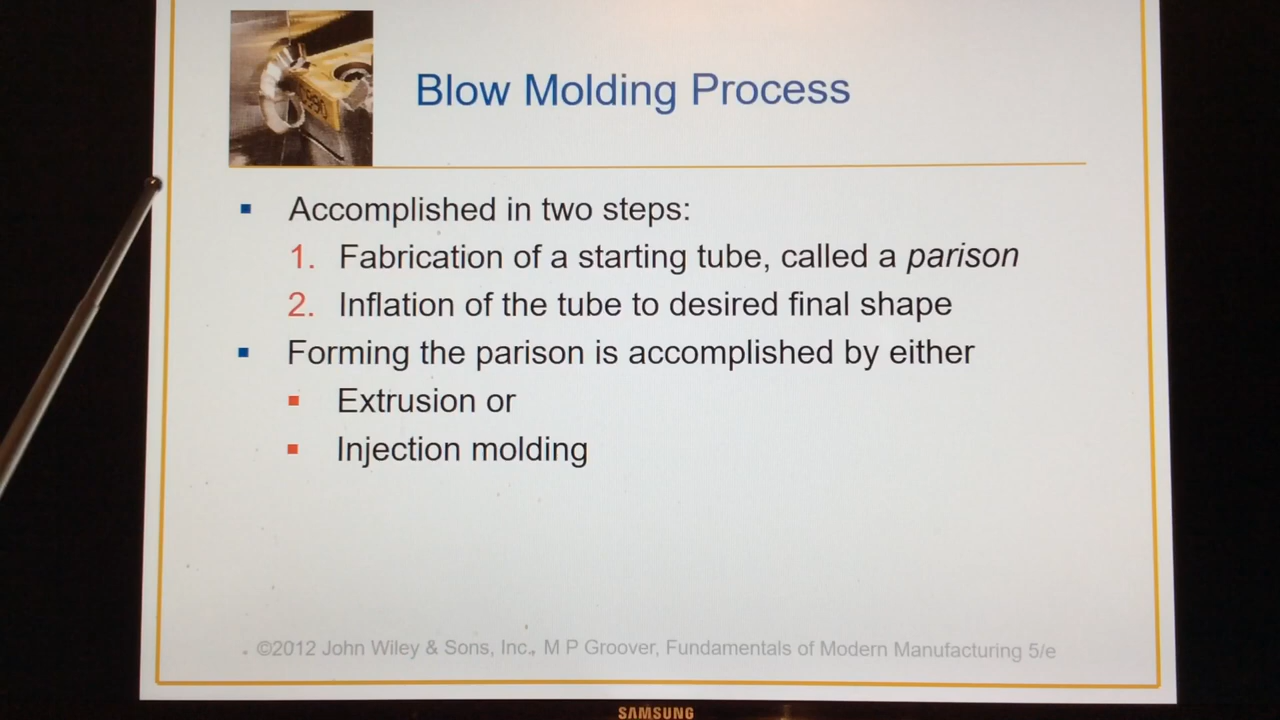 Blow Molding Process
Accomplished in two steps:
1. Fabrication of a starting tube, called a parison
2. Inflation of the tube to desired final shape
Forming the parison is accomplished by either
Extrusion or
Injection molding
©2012 John Wiley & Sons, Inc., M P Groover, Fundamentals of Modern Manufacturing 5/e
SAMSUNG